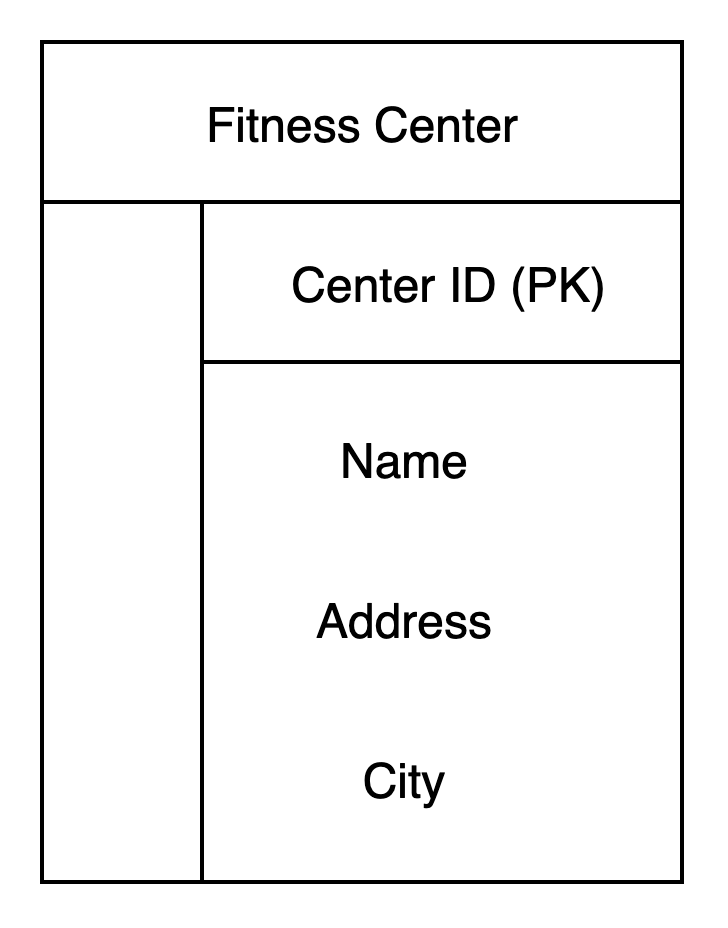 Fitness Center
Center ID (PK)
Name
Address
City